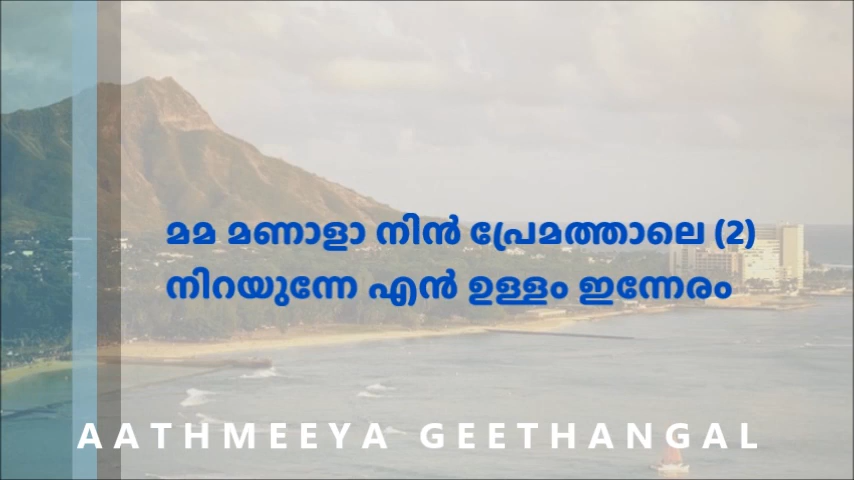 മമ മണാളാ നിൻ പ്രേമത്താലെ (2)
നിറയുന്നേ എൻ ഉള്ളം ഇന്നേരം
AATHMEEYA GEETHANGAL